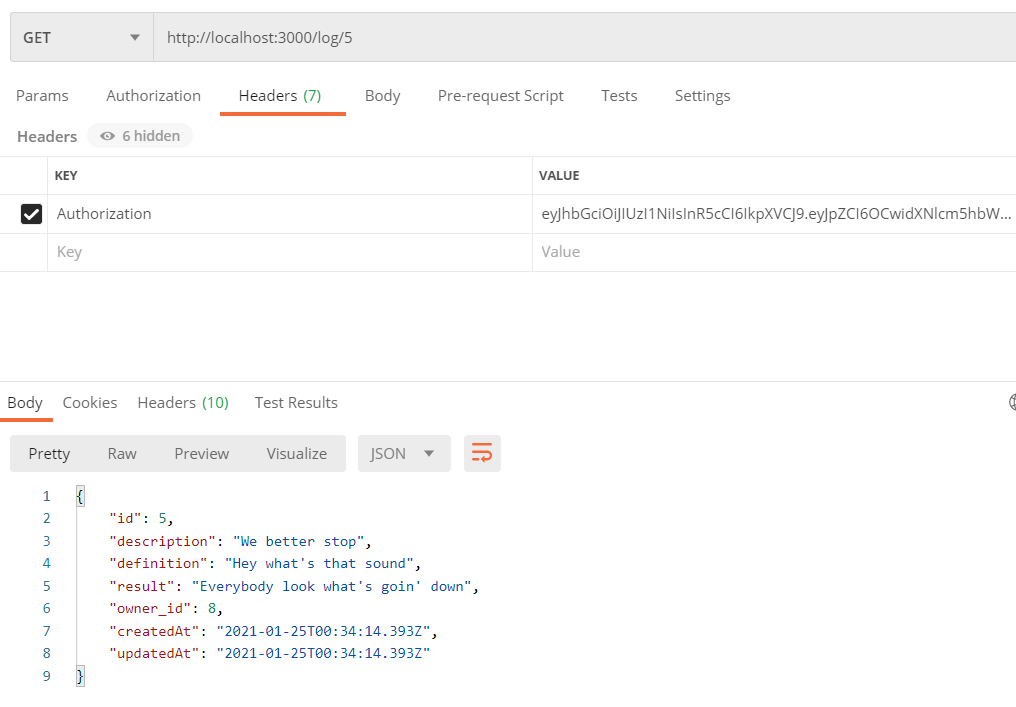 GET http://localhost:3000/log/5
Params Authorization Headers (7) Body Pre-request Script Tests Settings
Headers 6 hidden
KEY VALUE
Authorization eyJhbGciOiJIUzI1NiIsInR5cCI6IkpXVCJ9.eyJpZCI6OCwidXNlcm5hbW...
Key Value
Body Cookies Headers (10) Test Results
Pretty Raw Preview Visualize JSON
1 {
2 "id": 5,
3 "description": "We better stop",
4 "definition": "Hey what's that sound",
5 "result": "Everybody look what's goin' down",
6 "owner_id": 8,
7 "createdAt": "2021-01-25T00:34:14.393Z",
8 "updatedAt": "2021-01-25T00:34:14.393Z"
9 }